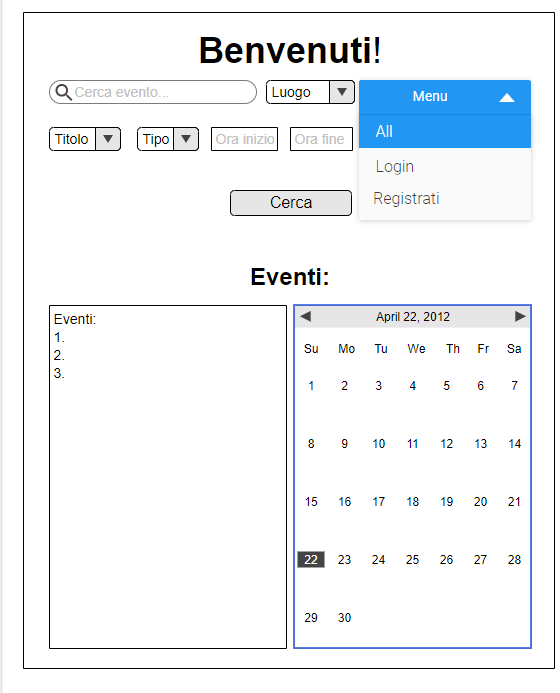 Benvenuti!
Cerca evento... Luogo Menu
All
Titolo Tipo Ora inizio Ora fine
Login
Registrati
Cerca
Eventi:
Eventi:
1.
2.
3.
April 22, 2012
Su Mo Tu We Th Fr Sa
1 2 3 4 5 6 7
8 9 10 11 12 13 14
15 16 17 18 19 20 21
22 23 24 25 26 27 28
29 30